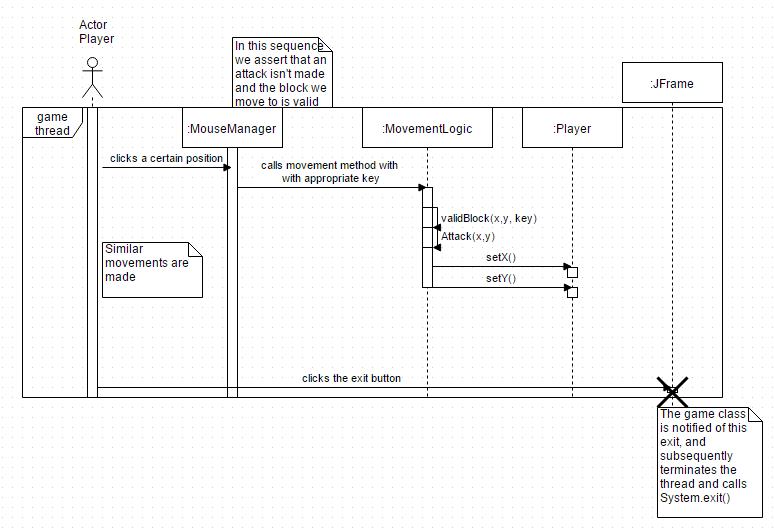 Actor
Player
In this sequence
we assert that an
attack isn't made
and the block we
move to is valid
:JFrame
game
thread
:MouseManager
:MovementLogic
:Player
clicks a certain position
calls movement method with
with appropriate key
validBlock(x,y, key)
Attack(x,y)
Similar
movements are
made
setX()
setY()
clicks the exit button
The game class
is notified of this
exit, and
subsequently
terminates the
thread and calls
System.exit()